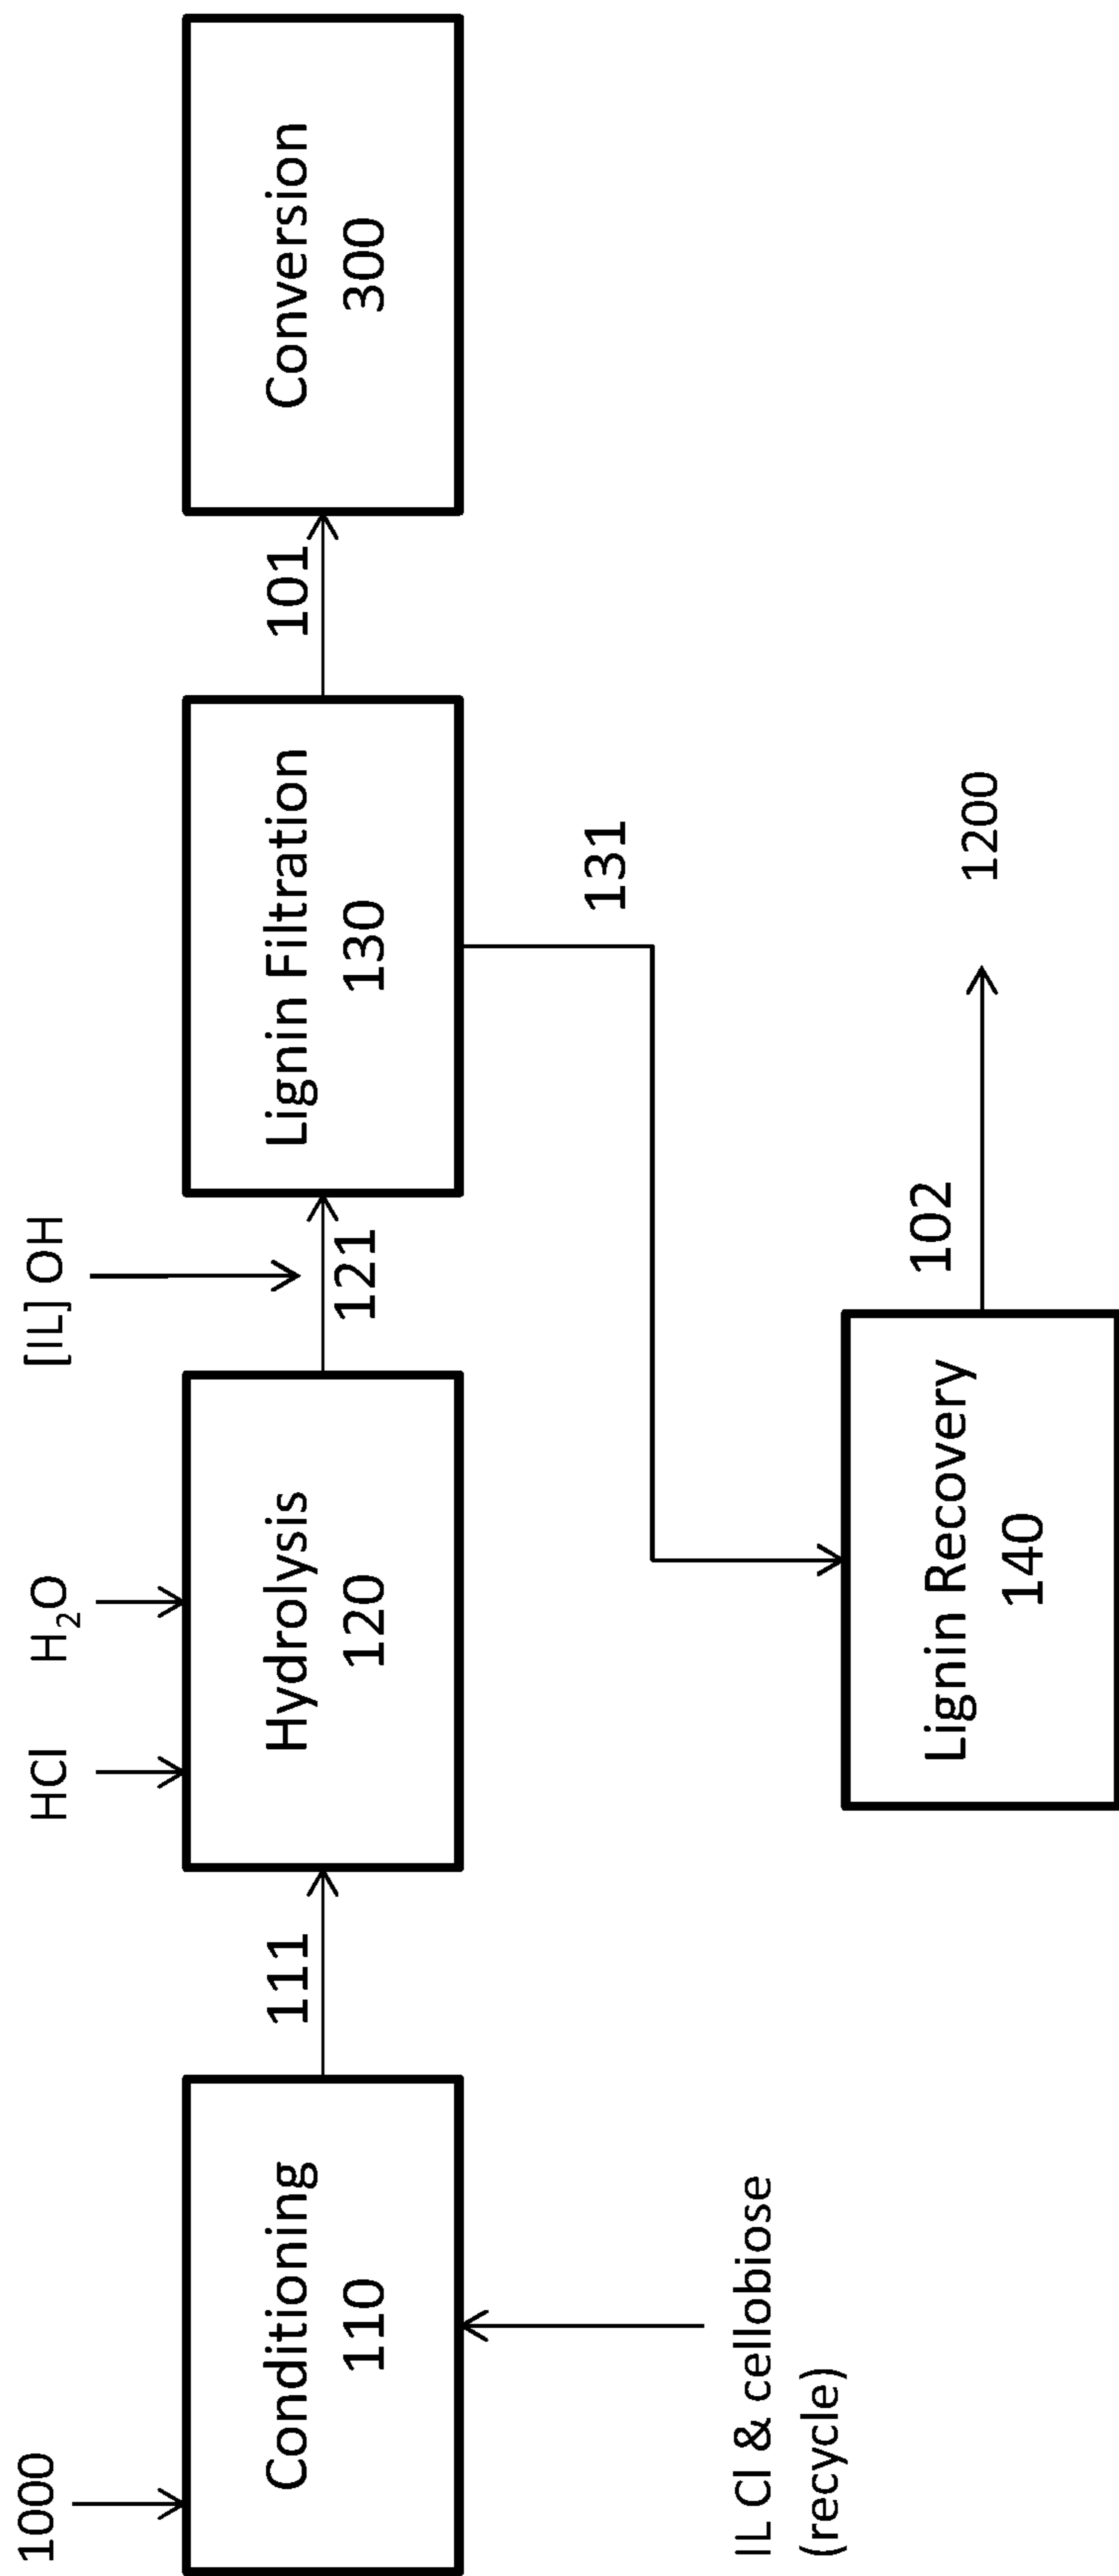 1000
HCl
H₂O
[IL] OH
Conditioning
110
111
Hydrolysis
120
121
Lignin Filtration
130
101
Conversion
300
131
IL Cl & cellobiose
(recycle)
Lignin Recovery
140
102
1200